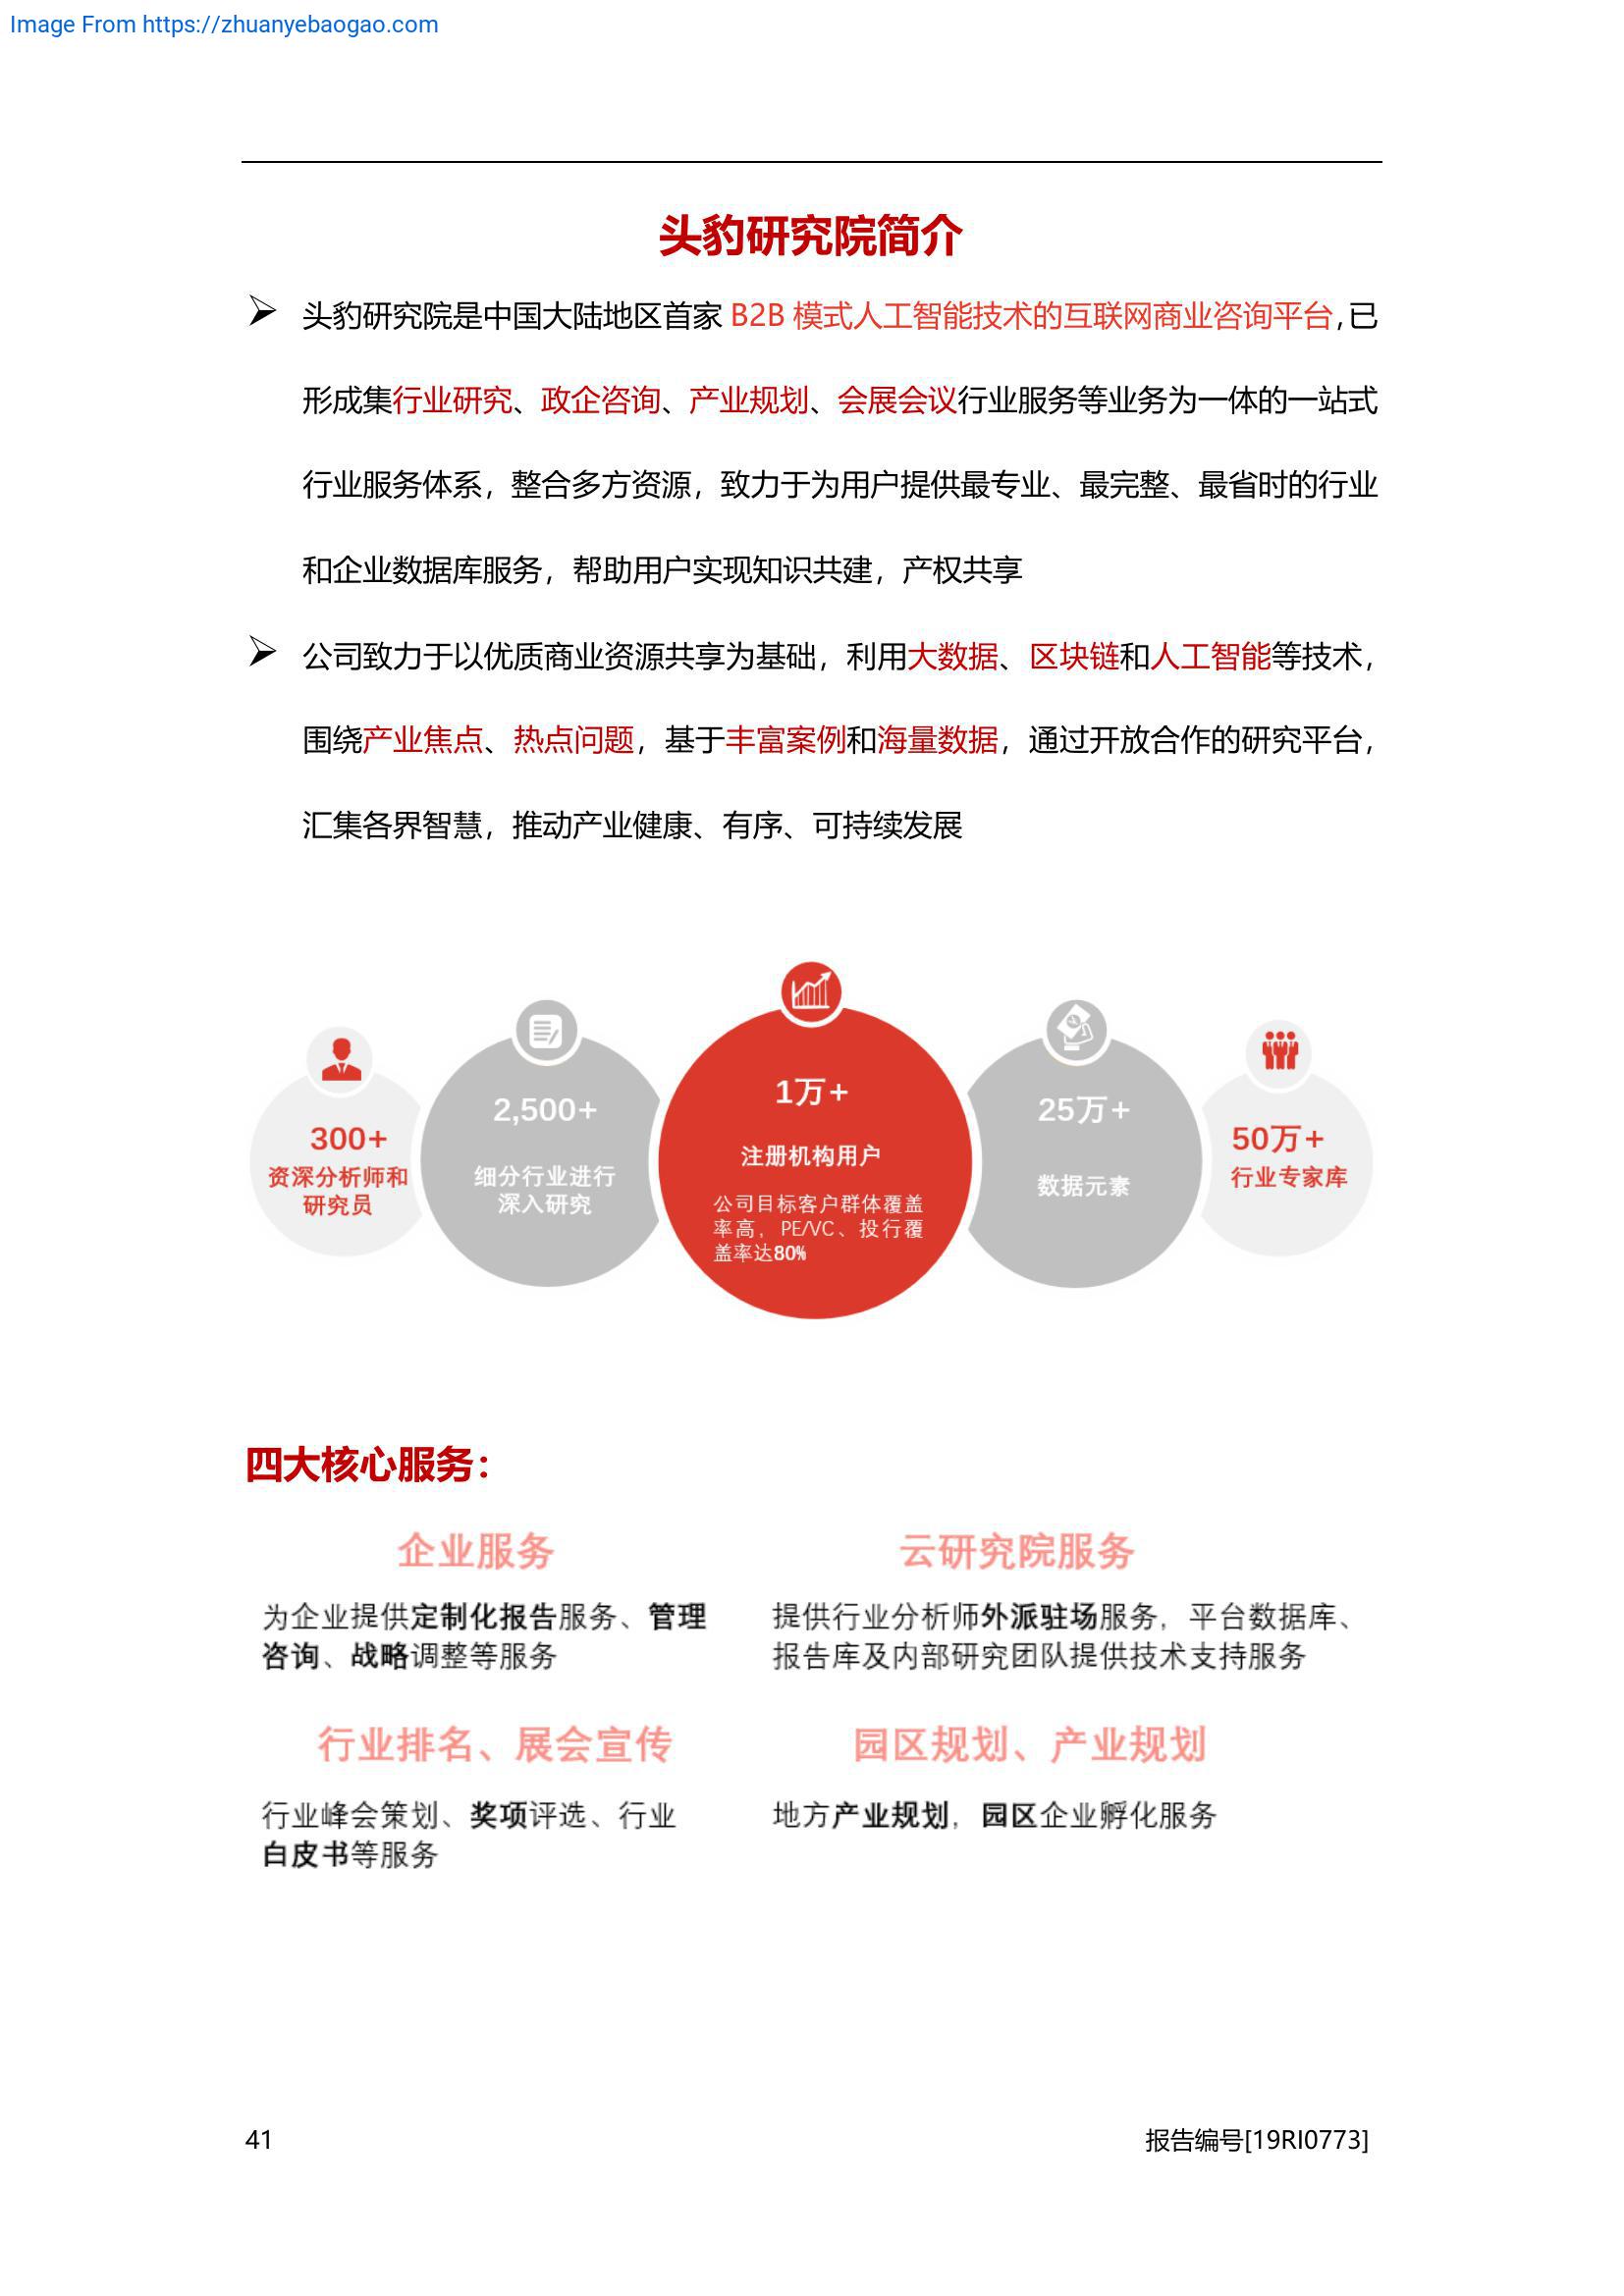 Image From https://zhuanyebaogao.com
头豹研究院简介
头豹研究院是中国大陆地区首家 B2B 模式人工智能技术的互联网商业咨询平台，已
形成集行业研究、政企咨询、产业规划、会展会议行业服务等业务为一体的一站式
行业服务体系，整合多方资源，致力于为用户提供最专业、最完整、最省时的行业
和企业数据库服务，帮助用户实现知识共建，产权共享
公司致力于以优质商业资源共享为基础，利用大数据、区块链和人工智能等技术，
围绕产业焦点、热点问题，基于丰富案例和海量数据，通过开放合作的研究平台，
汇集各界智慧，推动产业健康、有序、可持续发展
300+
资深分析师和
研究员
2,500+
细分行业进行
深入研究
1万+
注册机构用户
公司目标客户群体覆盖
率高，PE/VC、投行覆
盖率达80%
25万+
数据元素
50万+
行业专家库
四大核心服务：
企业服务
为企业提供定制化报告服务、管理
咨询、战略调整等服务
云研究院服务
提供行业分析师外派驻场服务，平台数据库、
报告库及内部研究团队提供技术支持服务
行业排名、展会宣传
行业峰会策划、奖项评选、行业
白皮书等服务
园区规划、产业规划
地方产业规划，园区企业孵化服务
41
报告编号[19RI0773]